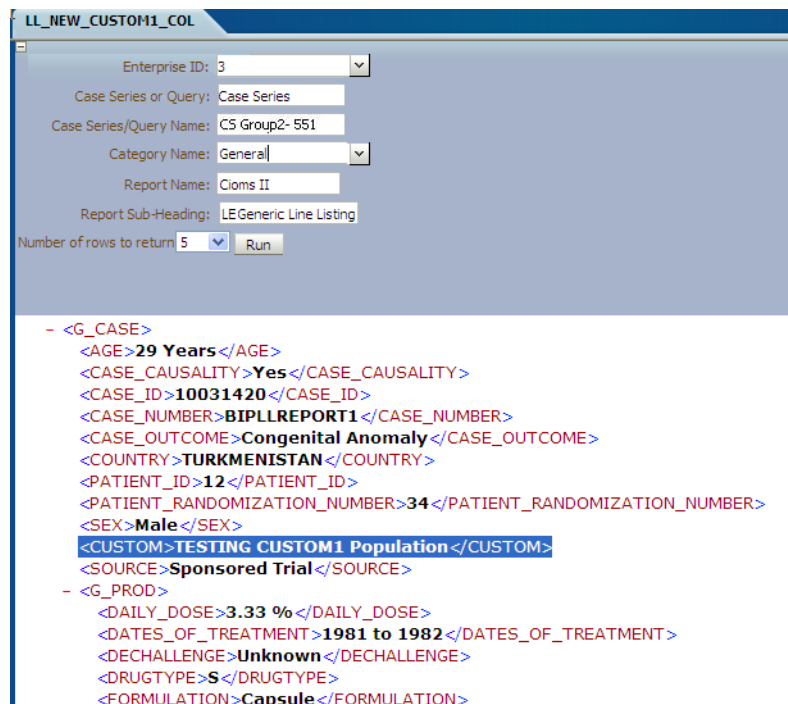 LL_NEW_CUSTOM1_COL
Enterprise ID: 3
Case Series or Query: Case Series
Case Series/Query Name: CS Group2- 551
Category Name: General
Report Name: Cioms II
Report Sub-Heading: LEGeneric Line Listing
Number of rows to return 5 Run
- <G_CASE>
<AGE>29 Years</AGE>
<CASE_CAUSALITY>Yes</CASE_CAUSALITY>
<CASE_ID>10031420</CASE_ID>
<CASE_NUMBER>BIPLLREPORT1</CASE_NUMBER>
<CASE_OUTCOME>Congenital Anomaly</CASE_OUTCOME>
<COUNTRY>TURKMENISTAN</COUNTRY>
<PATIENT_ID>12</PATIENT_ID>
<PATIENT_RANDOMIZATION_NUMBER>34</PATIENT_RANDOMIZATION_NUMBER>
<SEX>Male</SEX>
<CUSTOM>TESTING CUSTOM1 Population</CUSTOM>
<SOURCE>Sponsored Trial</SOURCE>
- <G_PROD>
<DAILY_DOSE>3.33 %</DAILY_DOSE>
<DATES_OF_TREATMENT>1981 to 1982</DATES_OF_TREATMENT>
<DECHALLENGE>Unknown</DECHALLENGE>
<DRUGTYPE>S</DRUGTYPE>
<FORMULATION>Capsule</FORMULATION>